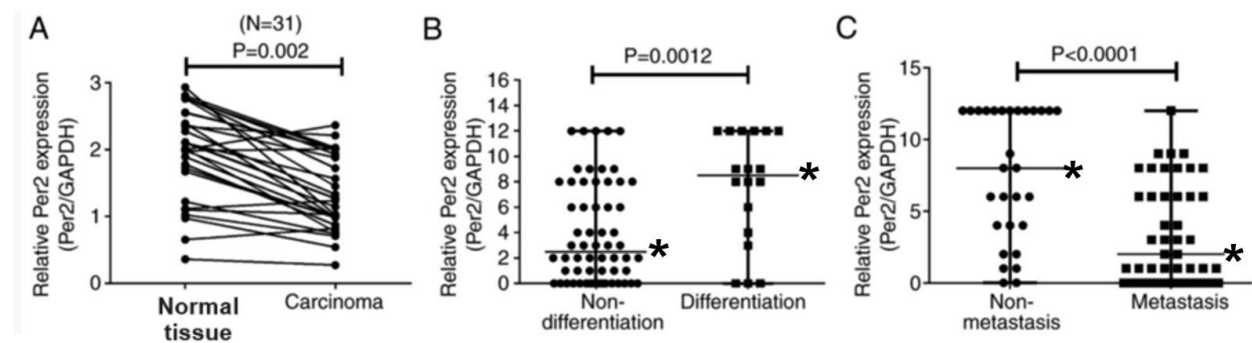 A
(N=31)
P=0.002
Relative Per2 expression
(Per2/GAPDH)
3
2
1
0
Normal
tissue
Carcinoma
B
P=0.0012
Relative Per2 expression
(Per2/GAPDH)
16
14
12
10
8
6
4
2
0
*
*
Non-
differentiation
Differentiation
C
P<0.0001
Relative Per2 expression
(Per2/GAPDH)
15
10
5
0
*
*
Non-
metastasis
Metastasis